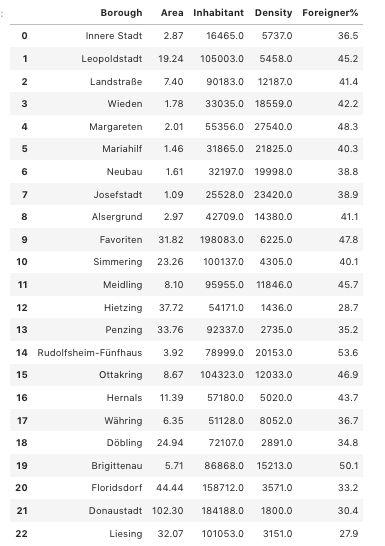 : Borough Area Inhabitant Density Foreigner%
0 Innere Stadt 2.87 16465.0 5737.0 36.5
1 Leopoldstadt 19.24 105003.0 5458.0 45.2
2 Landstraße 7.40 90183.0 12187.0 41.4
3 Wieden 1.78 33035.0 18559.0 42.2
4 Margareten 2.01 55356.0 27540.0 48.3
5 Mariahilf 1.46 31865.0 21825.0 40.3
6 Neubau 1.61 32197.0 19998.0 38.8
7 Josefstadt 1.09 25528.0 23420.0 38.9
8 Alsergrund 2.97 42709.0 14380.0 41.1
9 Favoriten 31.82 198083.0 6225.0 47.8
10 Simmering 23.26 100137.0 4305.0 40.1
11 Meidling 8.10 95955.0 11846.0 45.7
12 Hietzing 37.72 54171.0 1436.0 28.7
13 Penzing 33.76 92337.0 2735.0 35.2
14 Rudolfsheim-Fünfhaus 3.92 78999.0 20153.0 53.6
15 Ottakring 8.67 104323.0 12033.0 46.9
16 Hernals 11.39 57180.0 5020.0 43.7
17 Währing 6.35 51128.0 8052.0 36.7
18 Döbling 24.94 72107.0 2891.0 34.8
19 Brigittenau 5.71 86868.0 15213.0 50.1
20 Floridsdorf 44.44 158712.0 3571.0 33.2
21 Donaustadt 102.30 184188.0 1800.0 30.4
22 Liesing 32.07 101053.0 3151.0 27.9